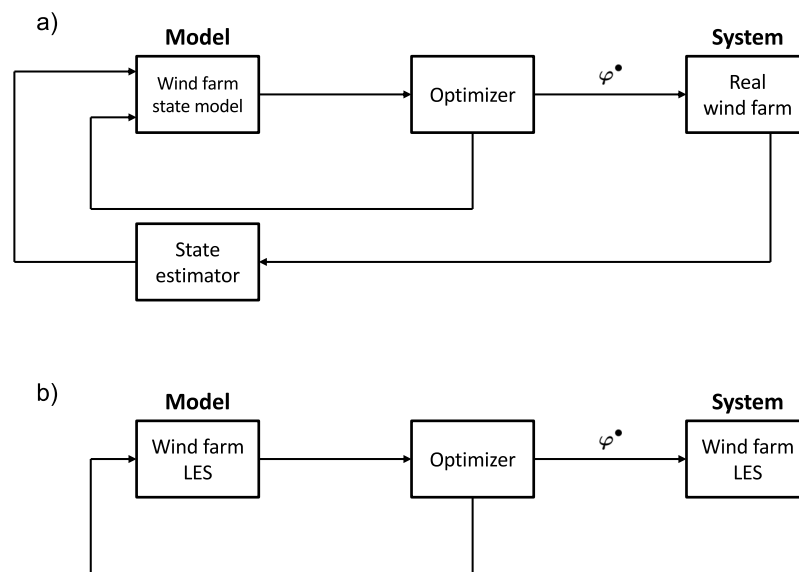 a)
Model
System
Wind farm
state model
Optimizer
φ•
Real
wind farm
State
estimator
b)
Model
System
Wind farm
LES
Optimizer
φ•
Wind farm
LES